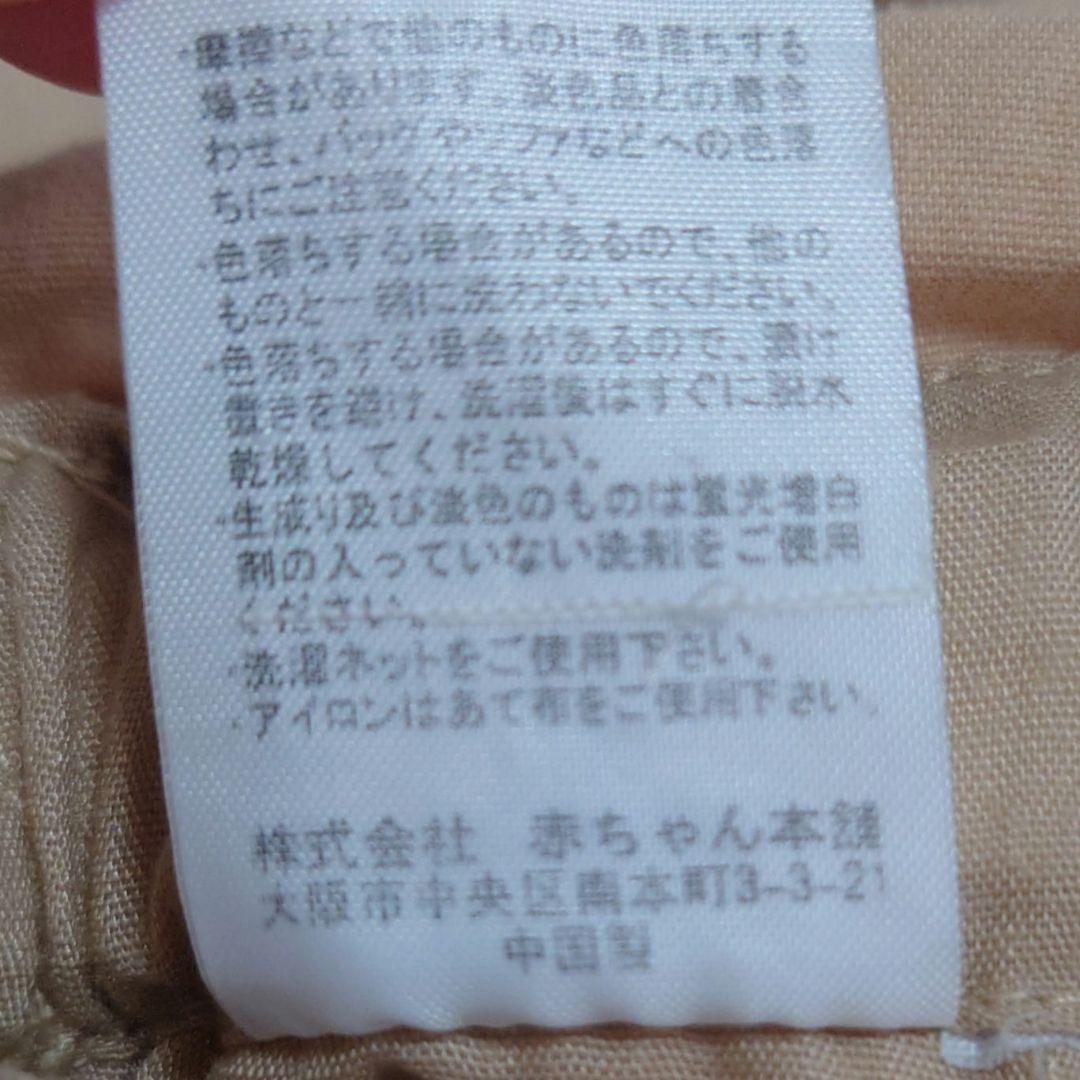 ・摩擦などで他のものに色落ちする
場合があります。淡色品との着合
わせ、バッグやソファなどへの色落
ちにご注意ください。
・色落ちする場合があるので、他の
ものと一緒に洗わないでください。
・色落ちする場合があるので、漬け
置きを避け、洗濯後はすぐに脱水
乾燥してください。
・生成り及び淡色のものは蛍光増白
剤の入っていない洗剤をご使用
ください。
・洗濯ネットをご使用下さい。
・アイロンはあて布をご使用下さい。
株式会社 赤ちゃん本舗
大阪市中央区南本町3-3-21
中国製